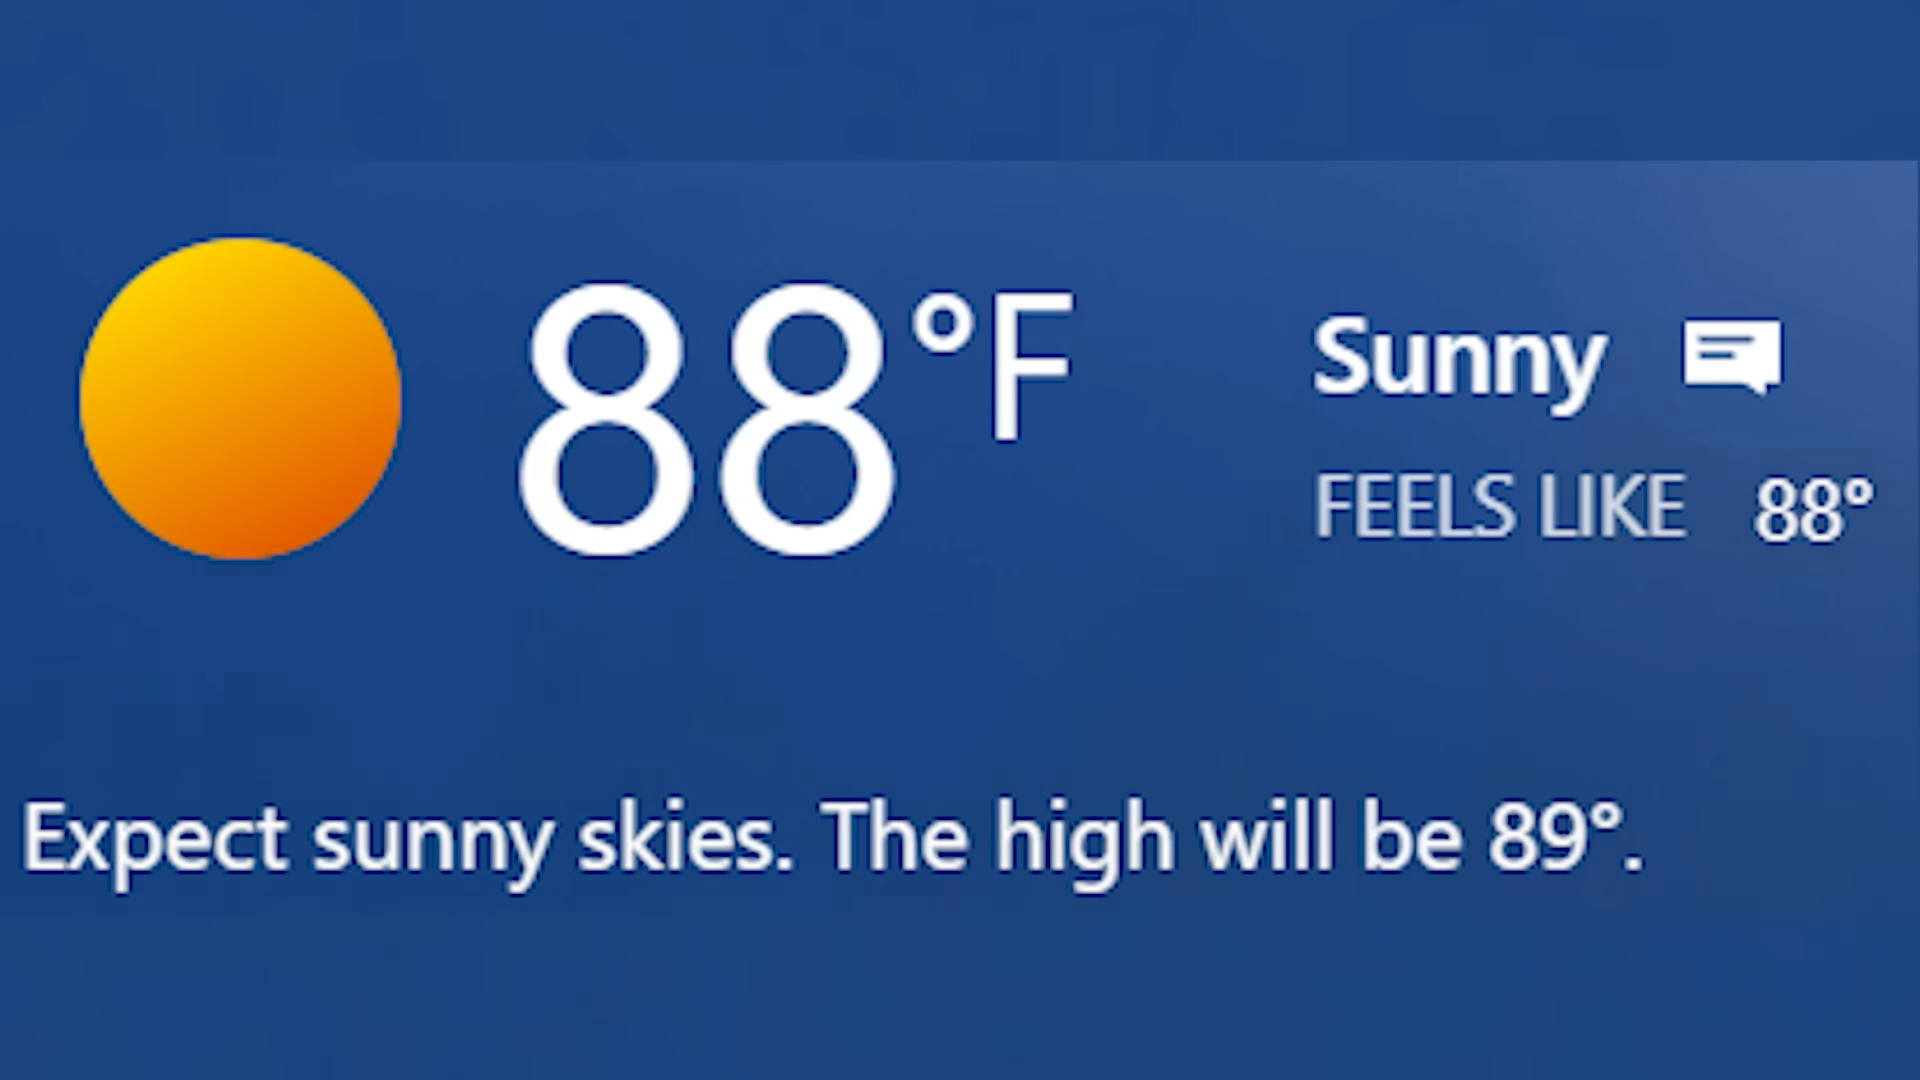 88°F
Sunny
FEELS LIKE 88°
Expect sunny skies. The high will be 89°.